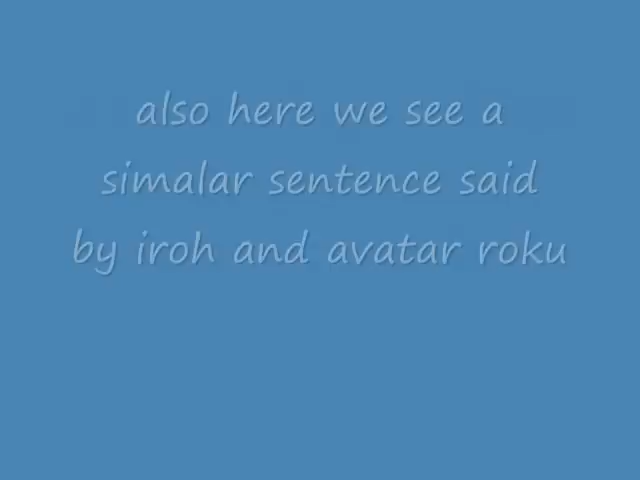 also here we see a
simalar sentence said
by iroh and avatar roku